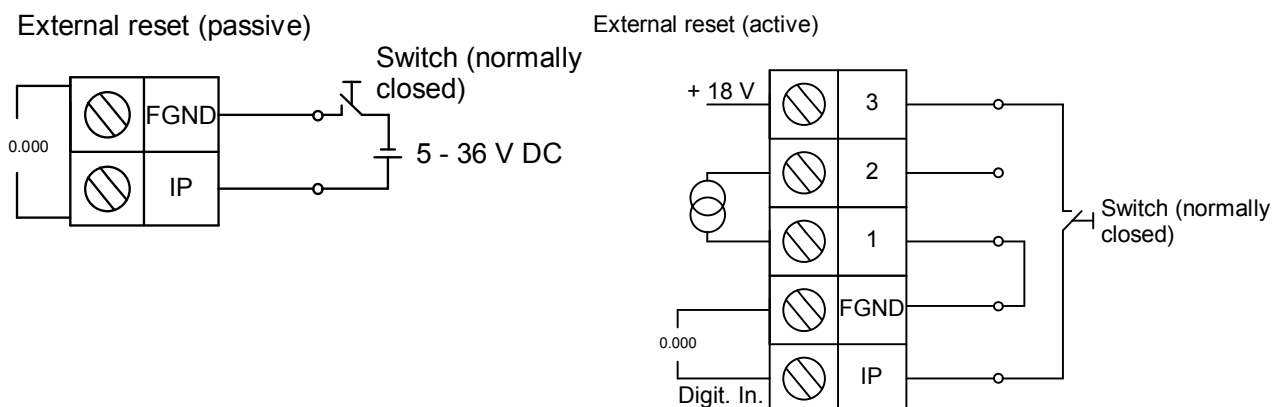 External reset (passive)
Switch (normally
closed)
FGND
0.000
5 - 36 V DC
IP
External reset (active)
+ 18 V
3
2
1
Switch (normally
closed)
FGND
0.000
IP
Digit. In.